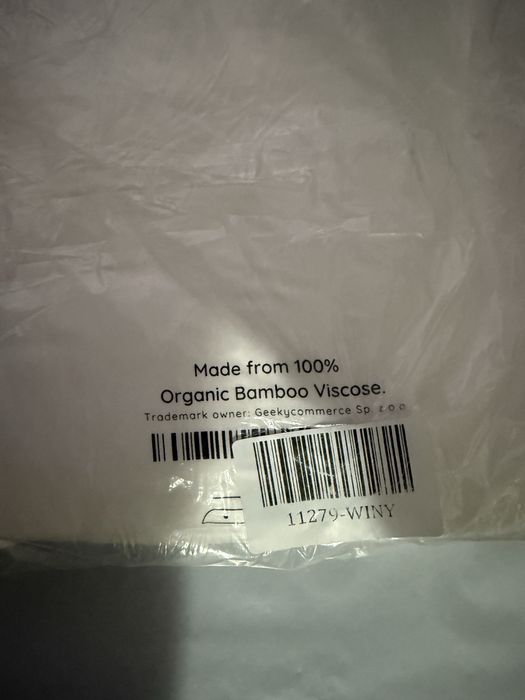 Made from 100%
Organic Bamboo Viscose.
Trademark owner: Geekycommerce Sp. z o o
11279-WINY